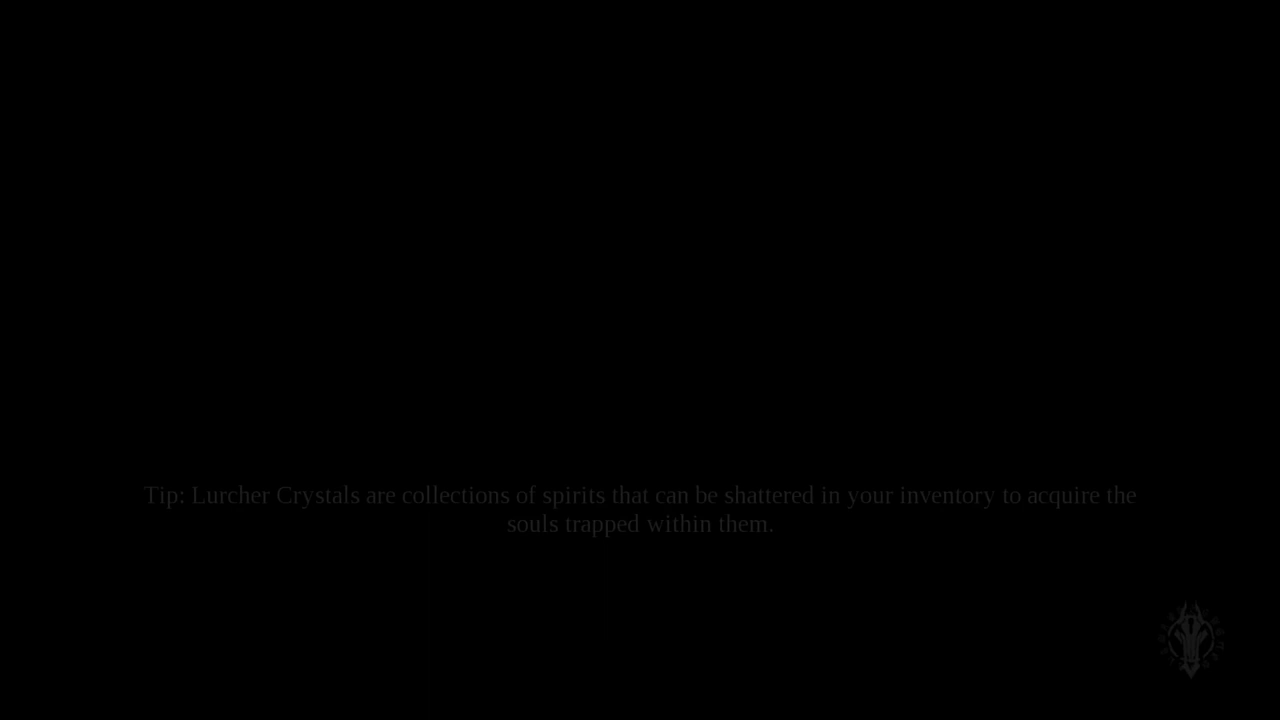 Tip: Lurcher Crystals are collections of spirits that can be shattered in your inventory to acquire the
souls trapped within them.